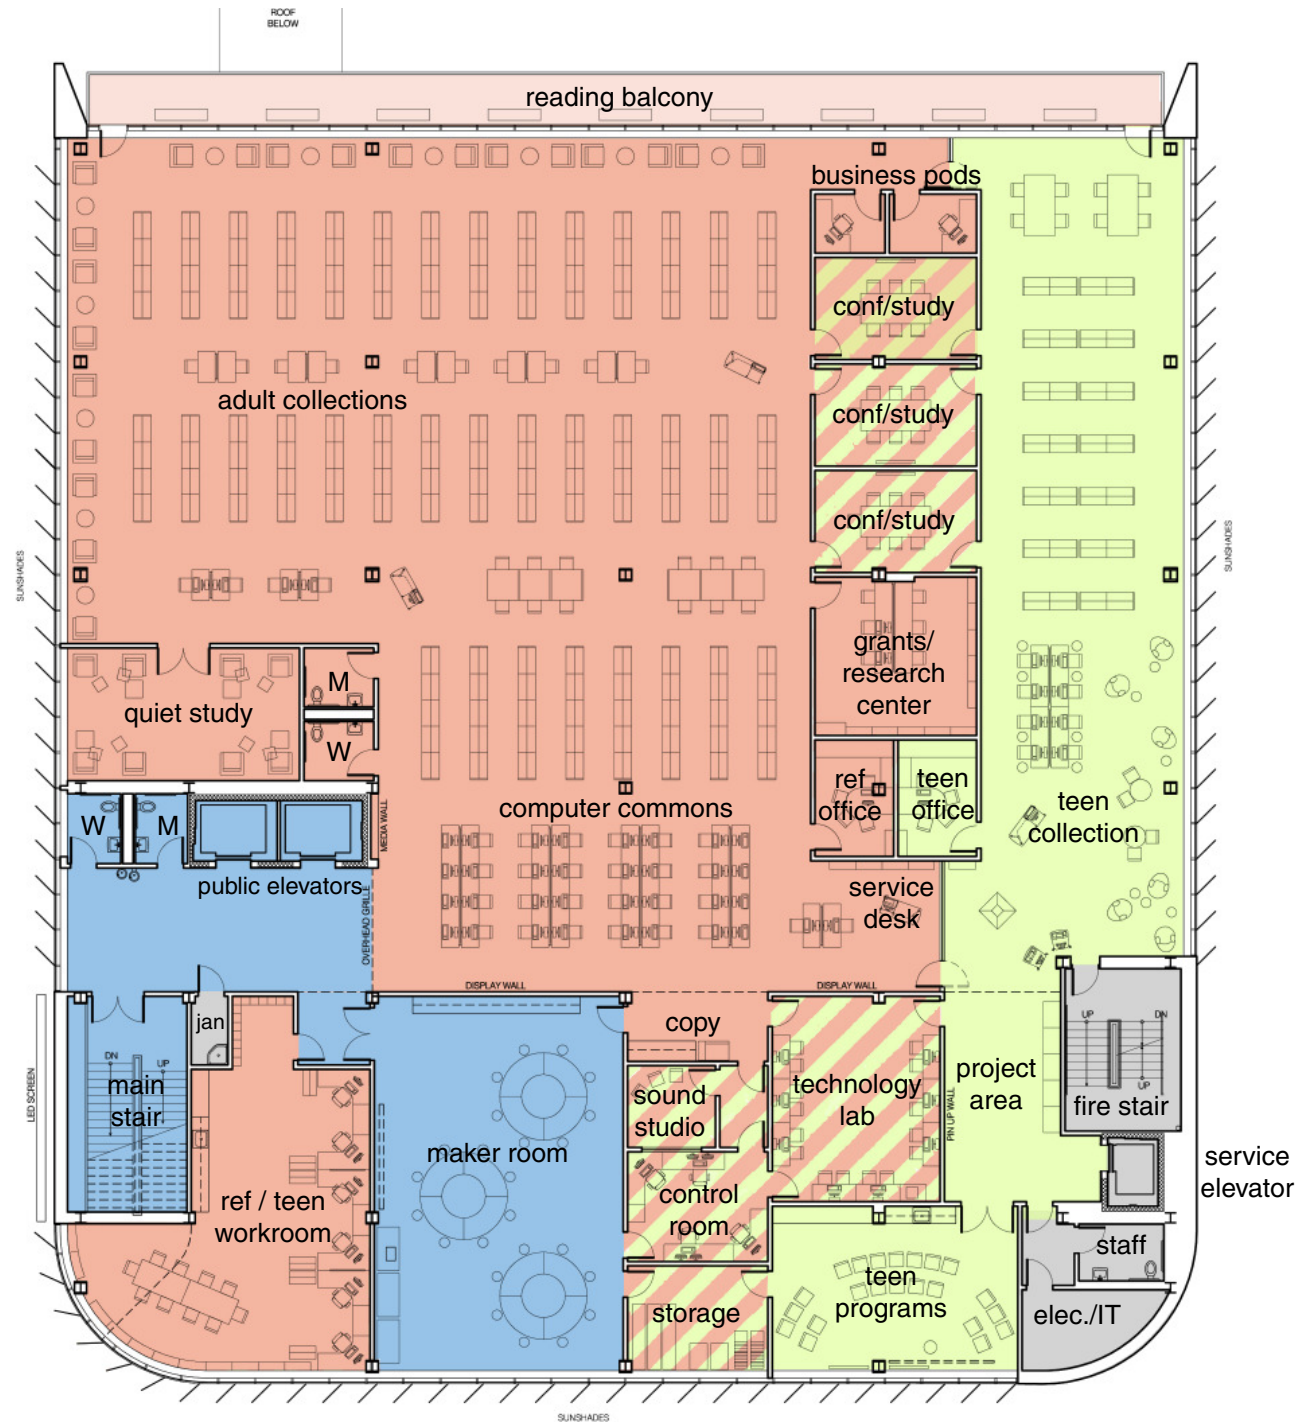 ROOF
BELOW
reading balcony
business pods
conf/study
adult collections
conf/study
conf/study
SUNSHADES
SUNSHADES
grants/
research
center
quiet study
M
W
ref
office
teen
office
computer commons
teen
collection
W
M
MEDIA WALL
public elevators
OVERHEAD GRILLE
service
desk
DISPLAY WALL
DISPLAY WALL
jan
copy
UP
DN
UP
DN
UP
main
stair
LED SCREEN
sound
studio
technology
lab
PIN UP WALL
project
area
fire stair
maker room
service
elevator
ref / teen
workroom
control
room
staff
teen
programs
storage
elec./IT
SUNSHADES